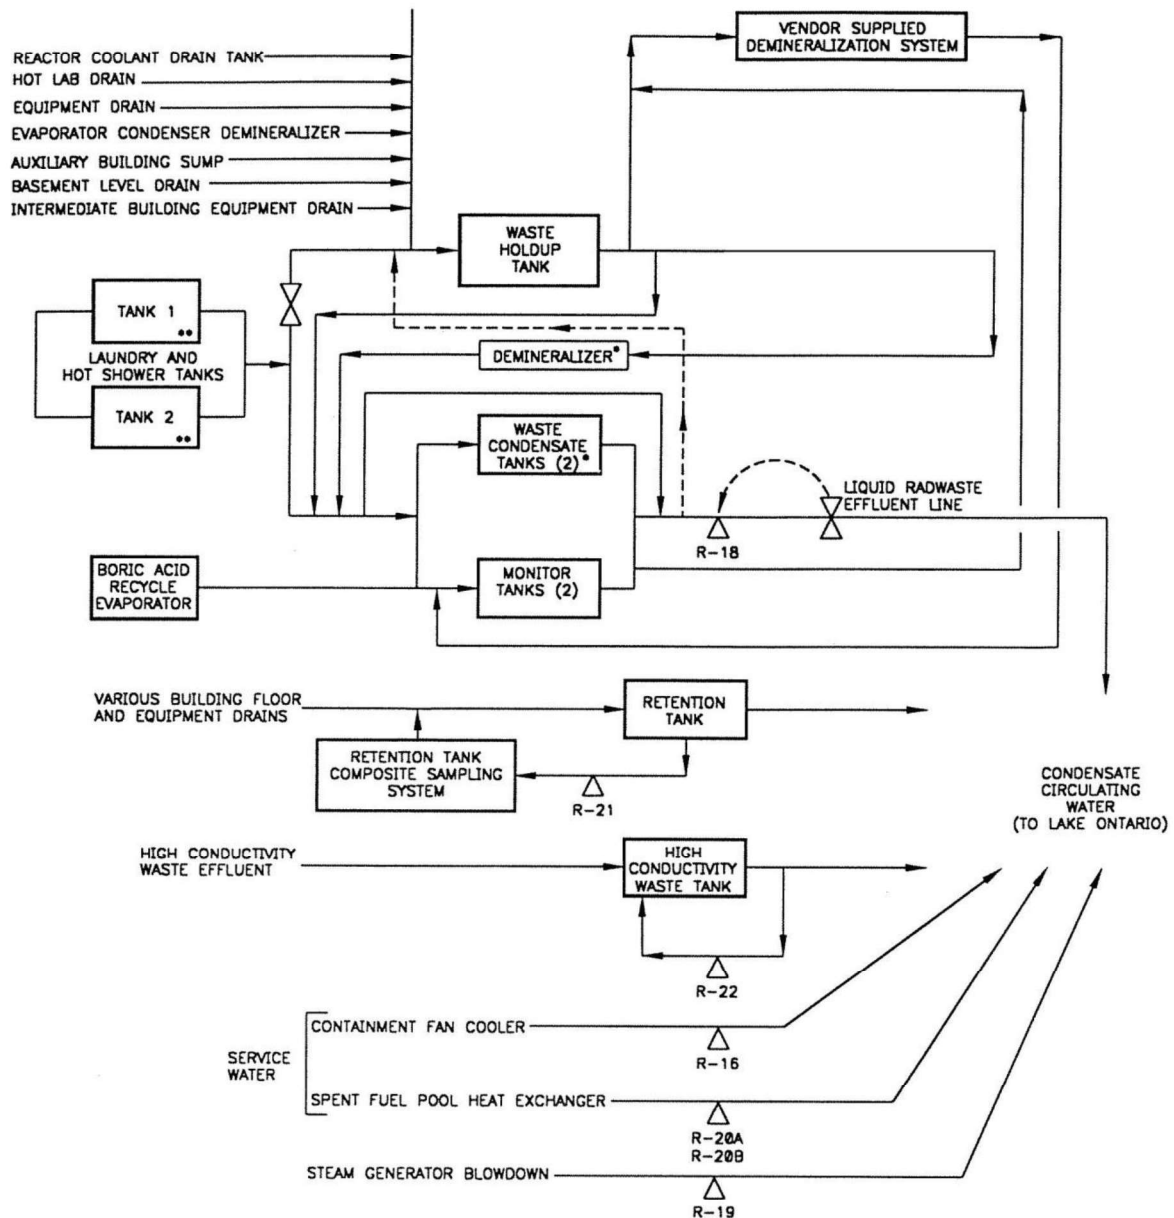 REACTOR COOLANT DRAIN TANK
HOT LAB DRAIN
EQUIPMENT DRAIN
EVAPORATOR CONDENSER DEMINERALIZER
AUXILIARY BUILDING SUMP
BASEMENT LEVEL DRAIN
INTERMEDIATE BUILDING EQUIPMENT DRAIN
VENDOR SUPPLIED
DEMINERALIZATION SYSTEM
WASTE
HOLDUP
TANK
TANK 1
**
LAUNDRY AND
HOT SHOWER TANKS
TANK 2
**
DEMINERALIZER*
WASTE
CONDENSATE
TANKS (2)*
LIQUID RADWASTE
EFFLUENT LINE
R-18
BORIC ACID
RECYCLE
EVAPORATOR
MONITOR
TANKS (2)
VARIOUS BUILDING FLOOR
AND EQUIPMENT DRAINS
RETENTION
TANK
RETENTION TANK
COMPOSITE SAMPLING
SYSTEM
R-21
CONDENSATE
CIRCULATING
WATER
(TO LAKE ONTARIO)
HIGH CONDUCTIVITY
WASTE EFFLUENT
HIGH
CONDUCTIVITY
WASTE TANK
R-22
SERVICE
WATER
CONTAINMENT FAN COOLER
R-16
SPENT FUEL POOL HEAT EXCHANGER
R-20A
R-20B
STEAM GENERATOR BLOWDOWN
R-19